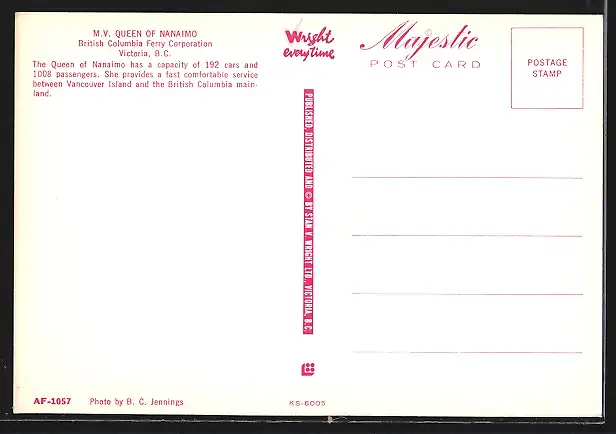 M.V. QUEEN OF NANAIMO
British Columbia Ferry Corporation
Victoria, B.C.
The Queen of Nanaimo has a capacity of 192 cars and
1008 passengers. She provides a fast comfortable service
between Vancouver Island and the British Columbia main-
land.
Wright
everytime
Majestic
POST CARD
POSTAGE
STAMP
PUBLISHED, DISTRIBUTED AND © BY STAN V. WRIGHT LTD., VICTORIA, B.C.
AF-1057 Photo by B. C. Jennings
KS-6005